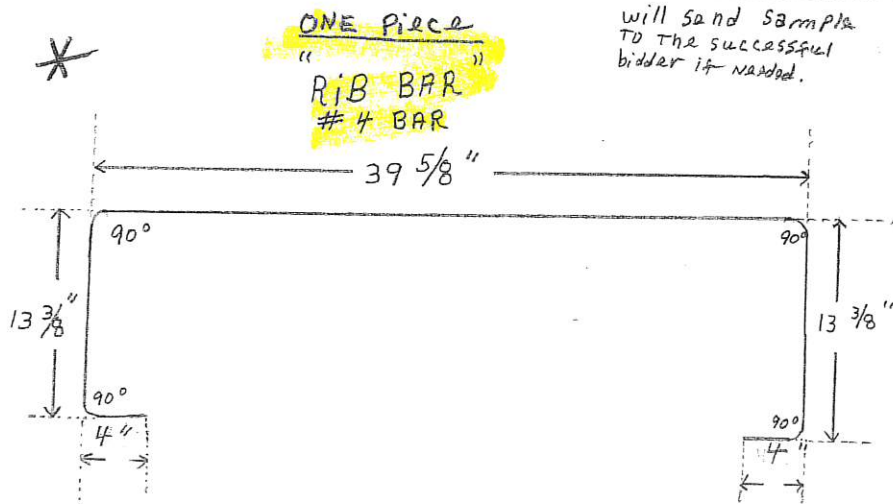 ONE Piece
" "
RiB BAR
# 4 BAR
will send sample
To The successful
bidder if needed.
39 5/8 "
90°
90°
13 3/8 "
13 3/8 "
90°
90°
4 "
4 "